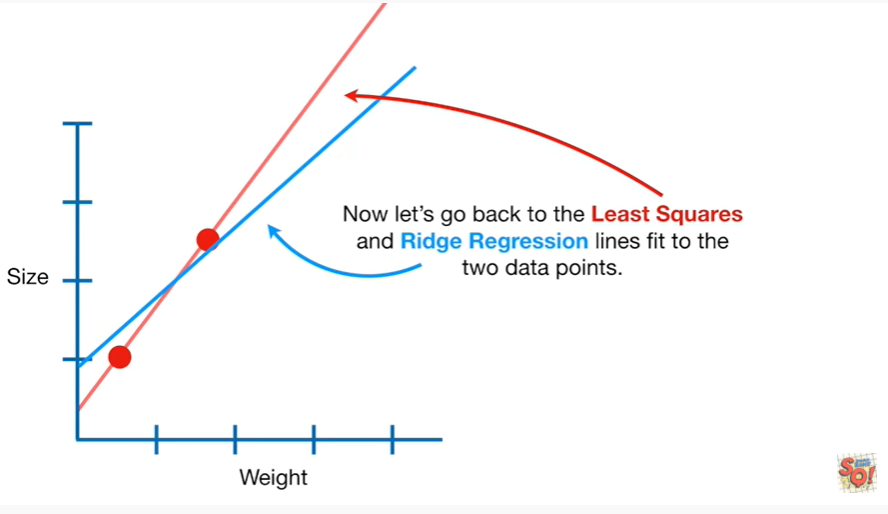 Now let's go back to the Least Squares
and Ridge Regression lines fit to the
two data points.
Size
Weight
SQ!